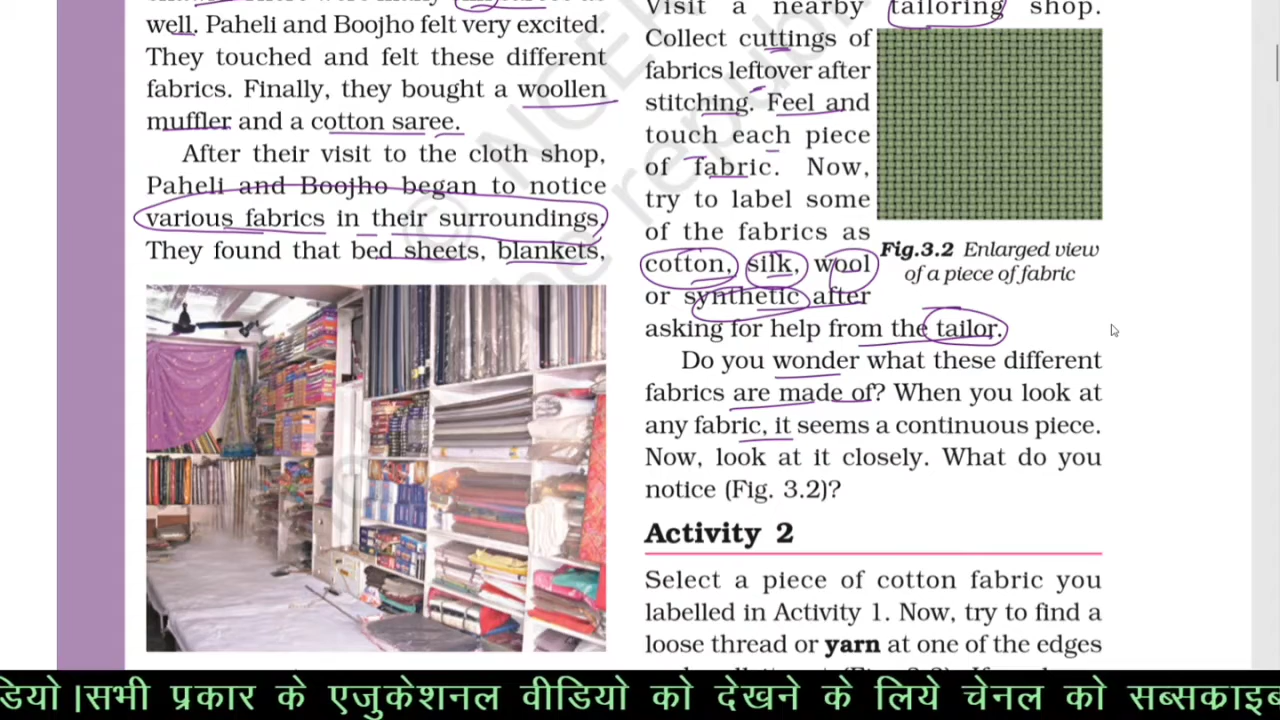 well. Paheli and Boojho felt very excited.
They touched and felt these different
fabrics. Finally, they bought a woollen
muffler and a cotton saree.
After their visit to the cloth shop,
Paheli and Boojho began to notice
various fabrics in their surroundings.
They found that bed sheets, blankets,
Visit a nearby tailoring shop.
Collect cuttings of
fabrics leftover after
stitching. Feel and
touch each piece
of fabric. Now,
try to label some
of the fabrics as
cotton, silk, wool
or synthetic after
asking for help from the tailor.
Fig.3.2 Enlarged view
of a piece of fabric
Do you wonder what these different
fabrics are made of? When you look at
any fabric, it seems a continuous piece.
Now, look at it closely. What do you
notice (Fig. 3.2)?
Activity 2
Select a piece of cotton fabric you
labelled in Activity 1. Now, try to find a
loose thread or yarn at one of the edges
डियो।सभी प्रकार के एजुकेशनल वीडियो को देखने के लिये चेनल को सब्सक्राइब